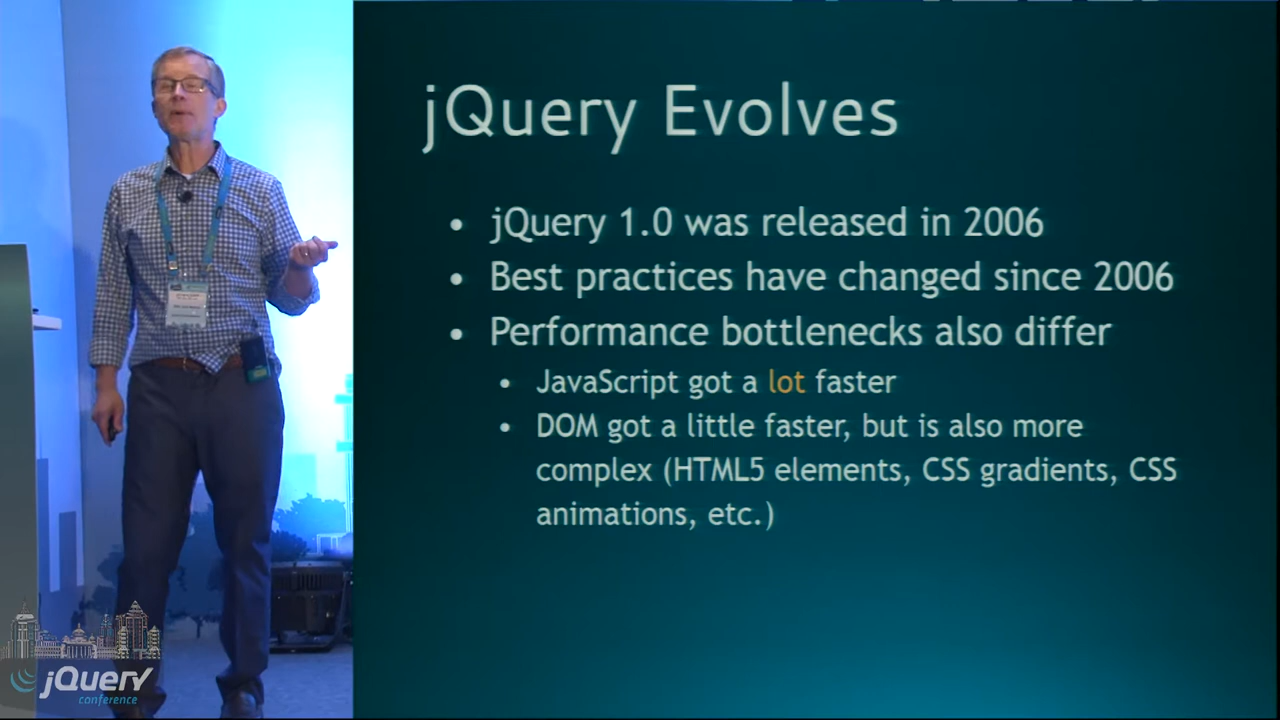 jQuery Evolves
• jQuery 1.0 was released in 2006
• Best practices have changed since 2006
• Performance bottlenecks also differ
• JavaScript got a lot faster
• DOM got a little faster, but is also more
complex (HTML5 elements, CSS gradients, CSS
animations, etc.)
jQuery
conference